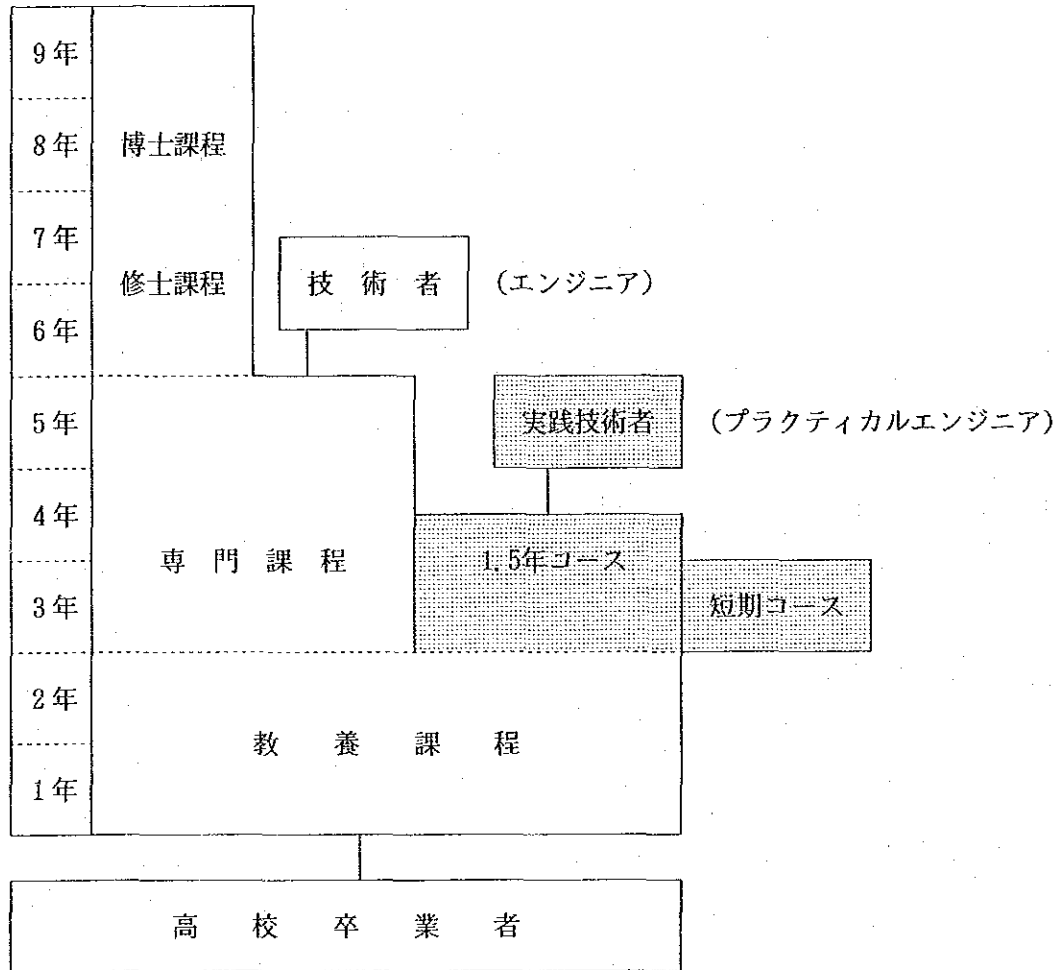 9年
8年 博士課程
7年
修士課程 技術者 (エンジニア)
6年
5年 実践技術者 (プラクティカルエンジニア)
4年
専門課程 1.5年コース
3年 短期コース
2年
教養課程
1年
高校卒業者